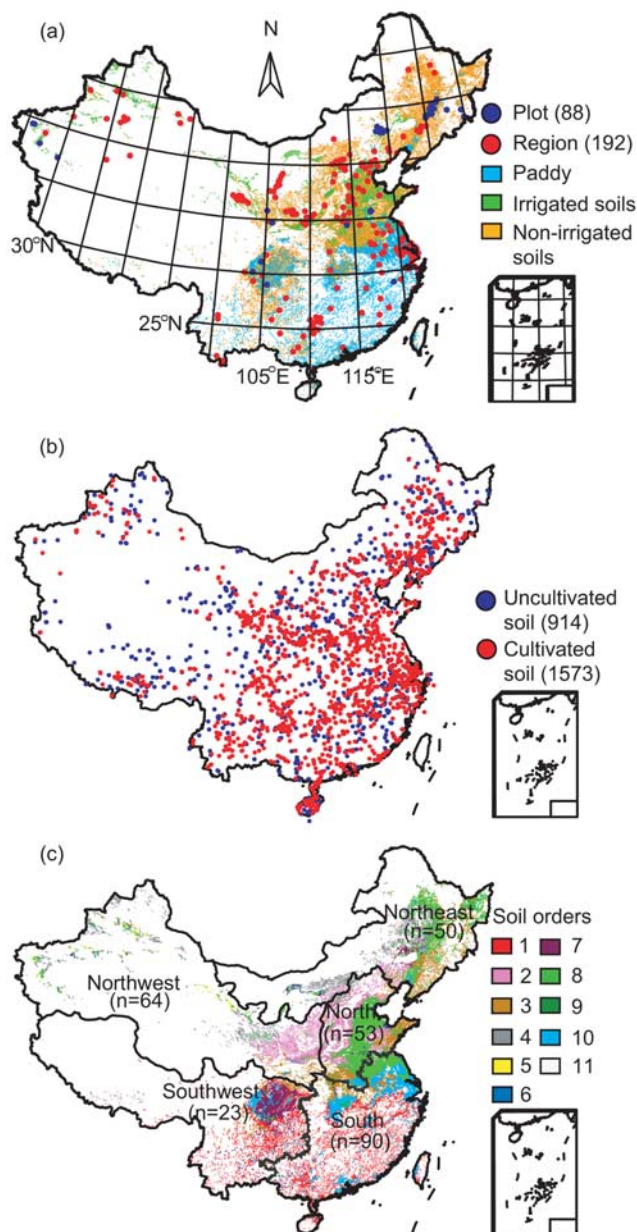 (a)
N
Plot (88)
Region (192)
Paddy
Irrigated soils
Non-irrigated
soils
30°N
25°N
105°E
115°E
(b)
Uncultivated
soil (914)
Cultivated
soil (1573)
(c)
Northeast
(n=50)
Soil orders
1
7
2
8
3
9
4
10
5
11
6
Northwest
(n=64)
North
(n=53)
Southwest
(n=23)
South
(n=90)